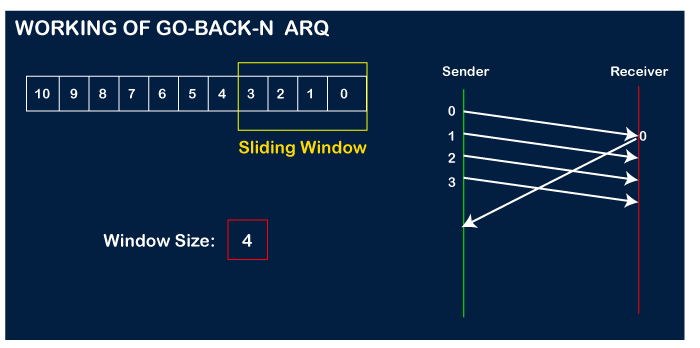 WORKING OF GO-BACK-N ARQ
10 9 8 7 6 5 4 3 2 1 0
Sliding Window
Window Size: 4
Sender Receiver
0
1 0
2
3